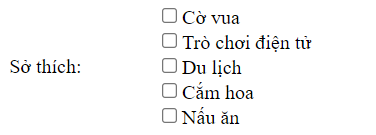 Cờ vua
Trò chơi điện tử
Sở thích: Du lịch
Cắm hoa
Nấu ăn